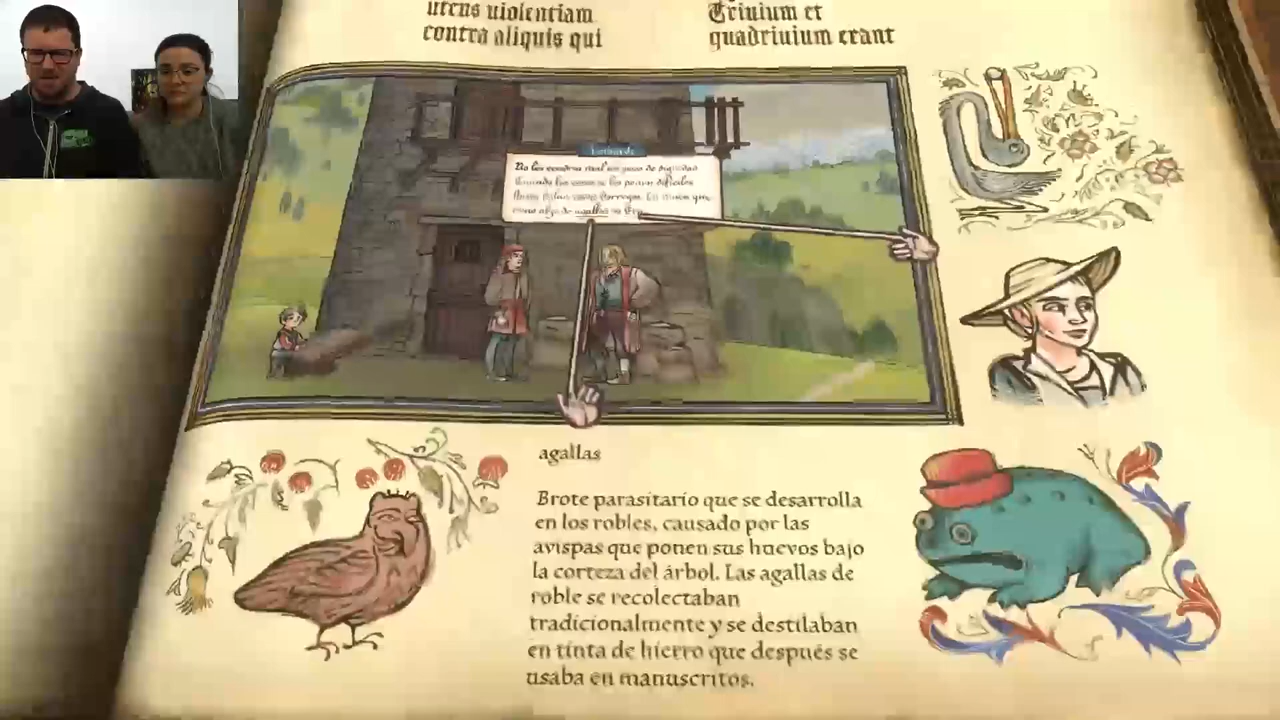 utens uiolentiam
contra aliquis qui
Triuium et
quadriuium erant
agallas
Brote parasitario que se desarrolla
en los robles, causado por las
avispas que ponen sus huevos bajo
la corteza del árbol. Las agallas de
roble se recolectaban
tradicionalmente y se destilaban
en tinta de hierro que después se
usaba en manuscritos.